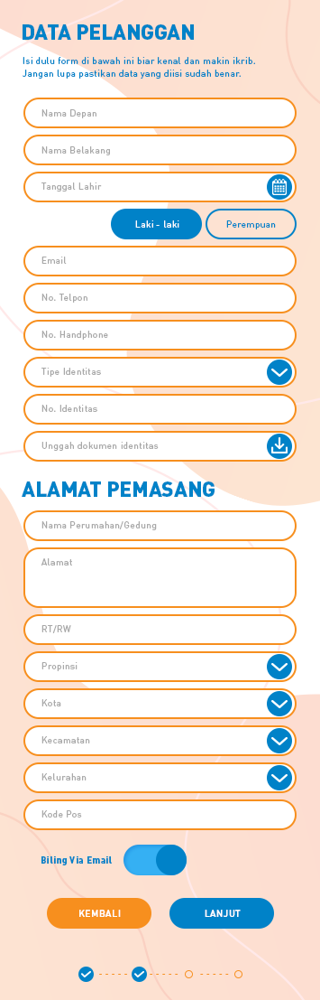 DATA PELANGGAN
Isi dulu form di bawah ini biar kenal dan makin ikrib.
Jangan lupa pastikan data yang diisi sudah benar.
Nama Depan
Nama Belakang
Tanggal Lahir
Laki - laki
Perempuan
Email
No. Telpon
No. Handphone
Tipe Identitas
No. Identitas
Unggah dokumen identitas
ALAMAT PEMASANG
Nama Perumahan/Gedung
Alamat
RT/RW
Propinsi
Kota
Kecamatan
Kelurahan
Kode Pos
Biling Via Email
KEMBALI
LANJUT